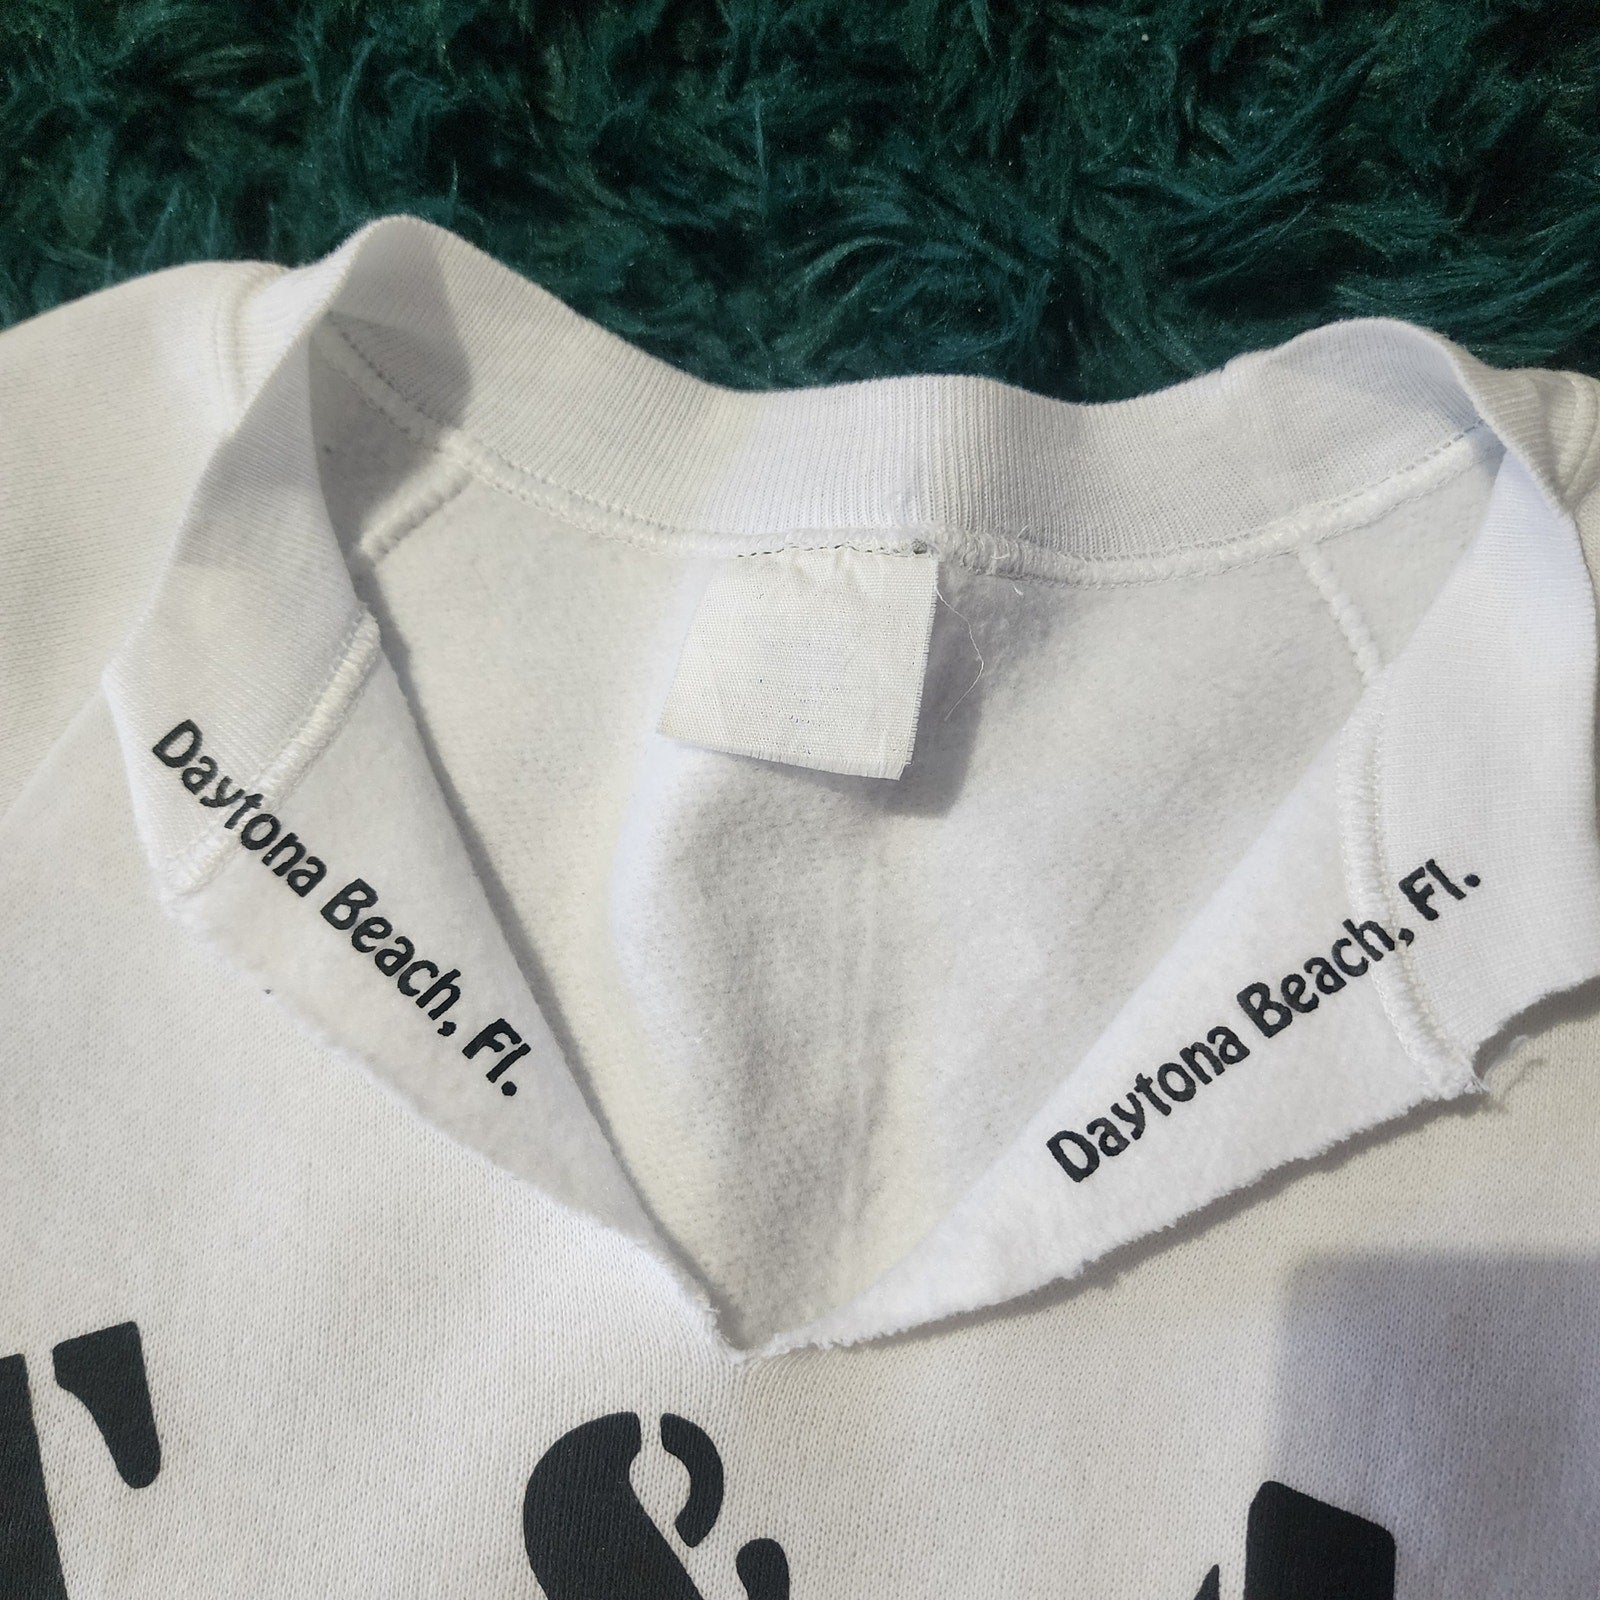 Daytona Beach, Fl.
Daytona Beach, Fl.
&